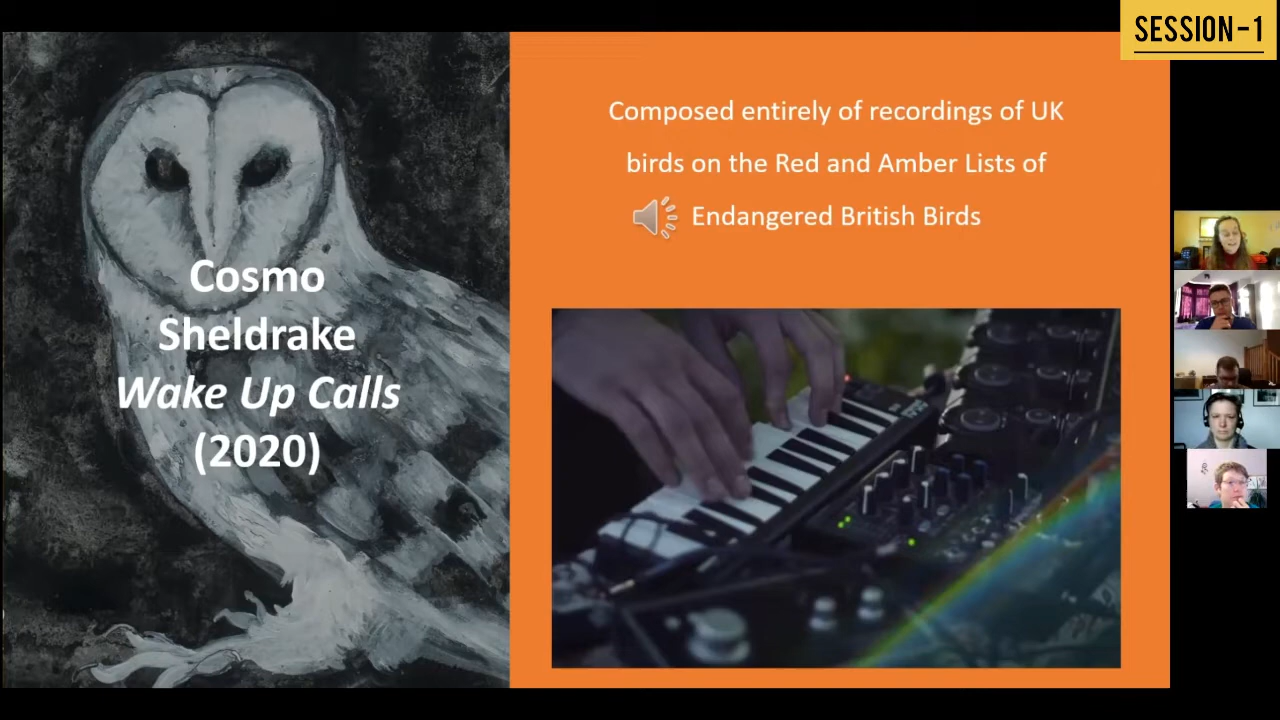 SESSION-1
Cosmo
Sheldrake
Wake Up Calls
(2020)
Composed entirely of recordings of UK
birds on the Red and Amber Lists of
Endangered British Birds